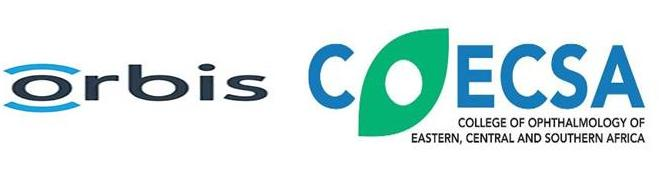 orbis
COECSA
COLLEGE OF OPHTHALMOLOGY OF
EASTERN, CENTRAL AND SOUTHERN AFRICA